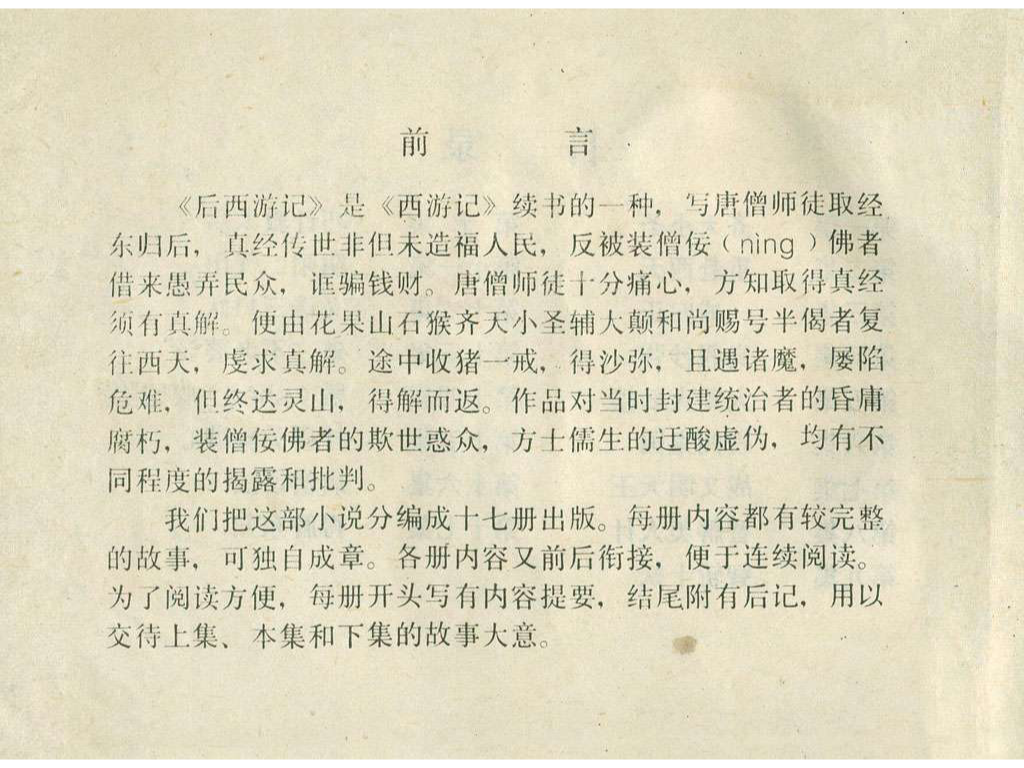 前言
《后西游记》是《西游记》续书的一种，写唐僧师徒取经
东归后，真经传世非但未造福人民，反被装僧佞（nìng）佛者
借来愚弄民众，诓骗钱财。唐僧师徒十分痛心，方知取得真经
须有真解。便由花果山石猴齐天小圣辅大颠和尚赐号半偈者复
往西天，虔求真解。途中收猪一戒，得沙弥，且遇诸魔，屡陷
危难，但终达灵山，得解而返。作品对当时封建统治者的昏庸
腐朽，装僧佞佛者的欺世惑众，方士儒生的迂酸虚伪，均有不
同程度的揭露和批判。
我们把这部小说分编成十七册出版。每册内容都有较完整
的故事，可独自成章。各册内容又前后衔接，便于连续阅读。
为了阅读方便，每册开头写有内容提要，结尾附有后记，用以
交待上集、本集和下集的故事大意。